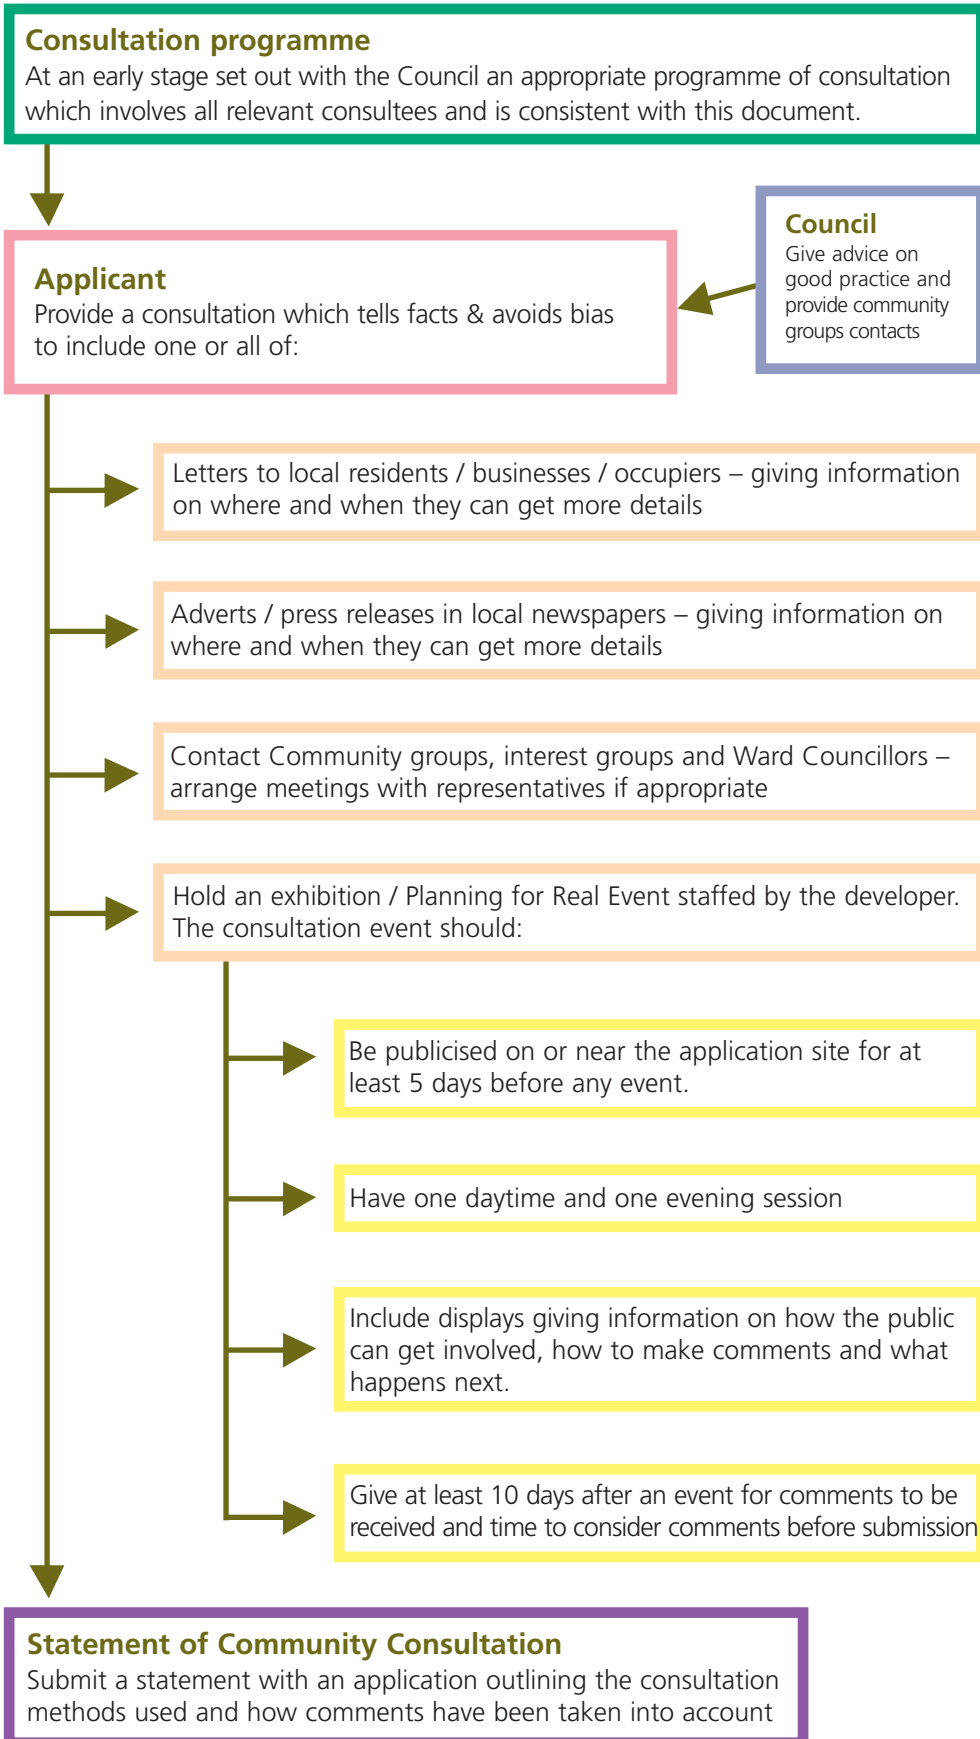 Consultation programme
At an early stage set out with the Council an appropriate programme of consultation
which involves all relevant consultees and is consistent with this document.
Council
Give advice on
good practice and
provide community
groups contacts
Applicant
Provide a consultation which tells facts & avoids bias
to include one or all of:
Letters to local residents / businesses / occupiers – giving information
on where and when they can get more details
Adverts / press releases in local newspapers – giving information on
where and when they can get more details
Contact Community groups, interest groups and Ward Councillors –
arrange meetings with representatives if appropriate
Hold an exhibition / Planning for Real Event staffed by the developer.
The consultation event should:
Be publicised on or near the application site for at
least 5 days before any event.
Have one daytime and one evening session
Include displays giving information on how the public
can get involved, how to make comments and what
happens next.
Give at least 10 days after an event for comments to be
received and time to consider comments before submission
Statement of Community Consultation
Submit a statement with an application outlining the consultation
methods used and how comments have been taken into account